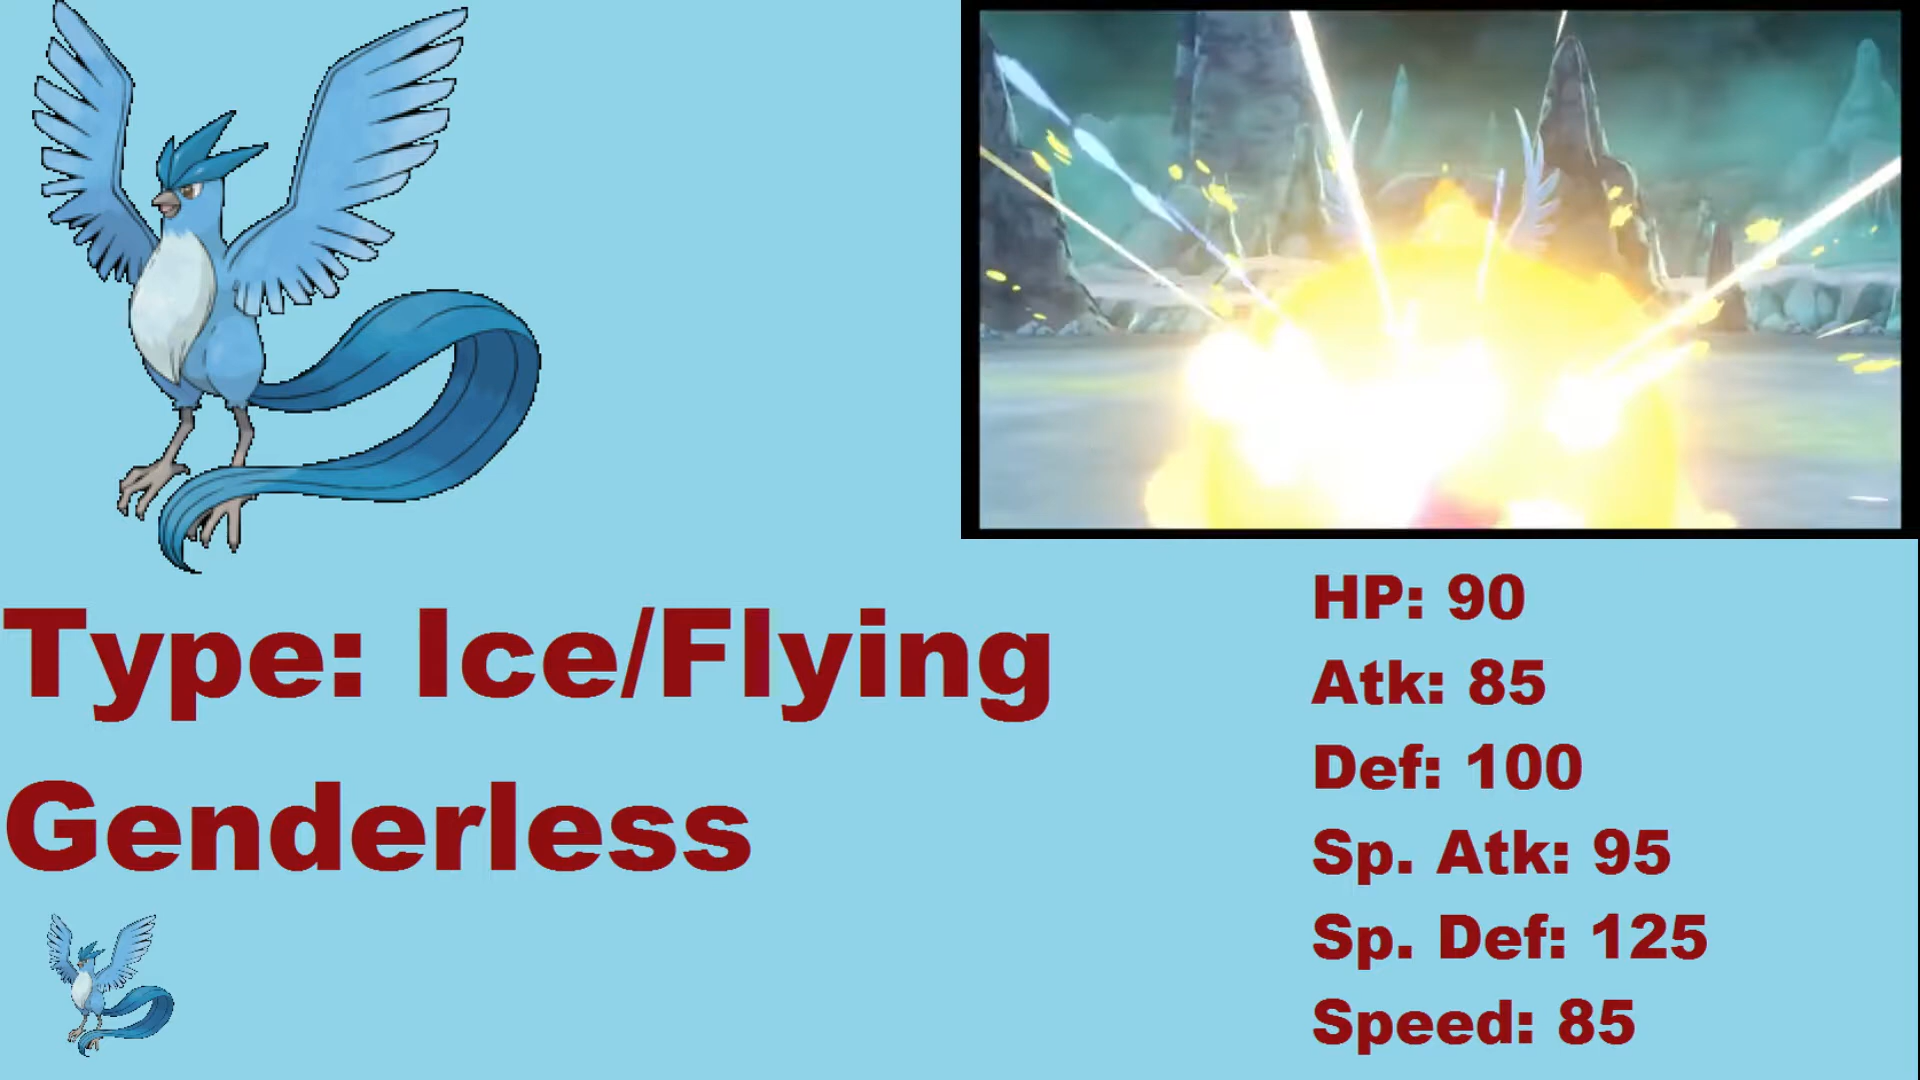 Type: Ice/Flying
Genderless
HP: 90
Atk: 85
Def: 100
Sp. Atk: 95
Sp. Def: 125
Speed: 85